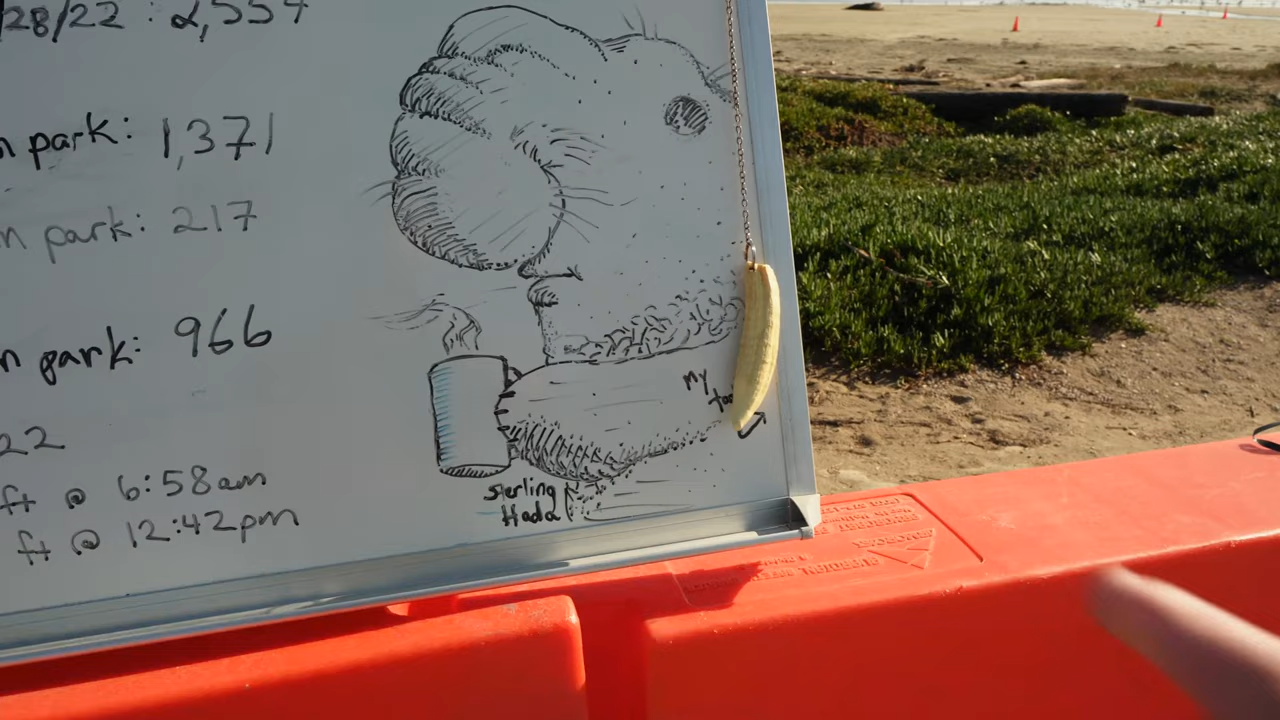 28/22: 2,554
n park: 1,371
n park: 217
n park: 966
22
ft @ 6:58am
ft @ 12:42pm
My
Sterling
Hada